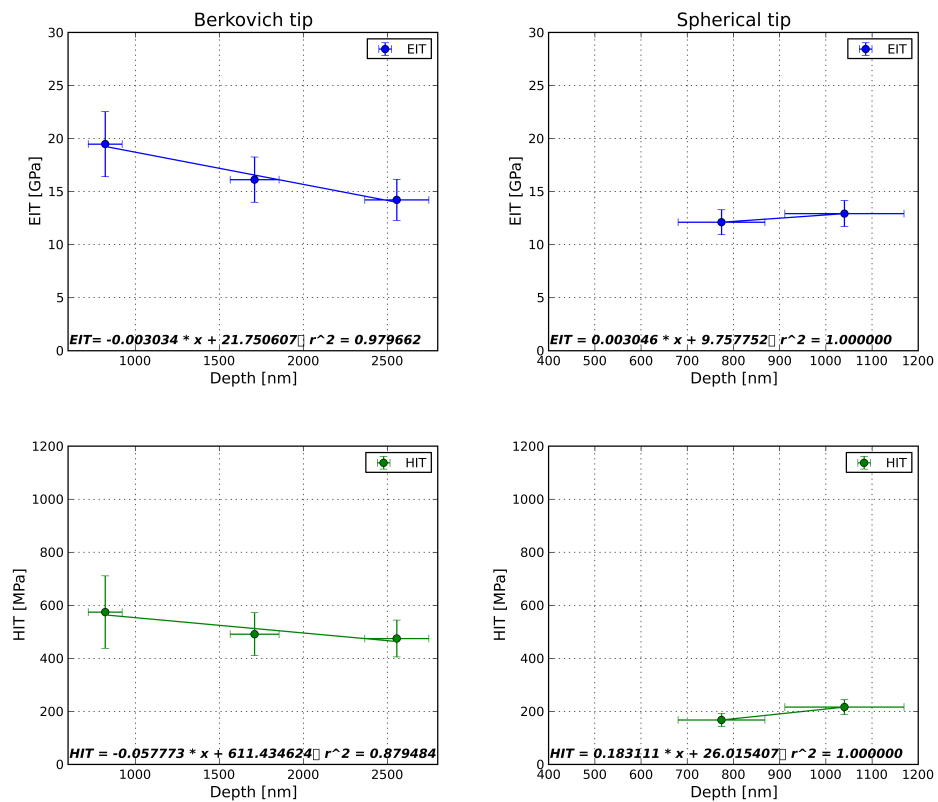 Berkovich tip
30
25
20
15
10
5
0
EIT [GPa]
EIT
EIT= -0.003034 * x + 21.750607▯ r^2 = 0.979662
1000 1500 2000 2500
Depth [nm]
Spherical tip
30
25
20
15
10
5
0
EIT [GPa]
EIT
EIT = 0.003046 * x + 9.757752▯ r^2 = 1.000000
400 500 600 700 800 900 1000 1100 1200
Depth [nm]
1200
1000
800
600
400
200
0
HIT [MPa]
HIT
HIT = -0.057773 * x + 611.434624▯ r^2 = 0.879484
1000 1500 2000 2500
Depth [nm]
1200
1000
800
600
400
200
0
HIT [MPa]
HIT
HIT = 0.183111 * x + 26.015407▯ r^2 = 1.000000
400 500 600 700 800 900 1000 1100 1200
Depth [nm]